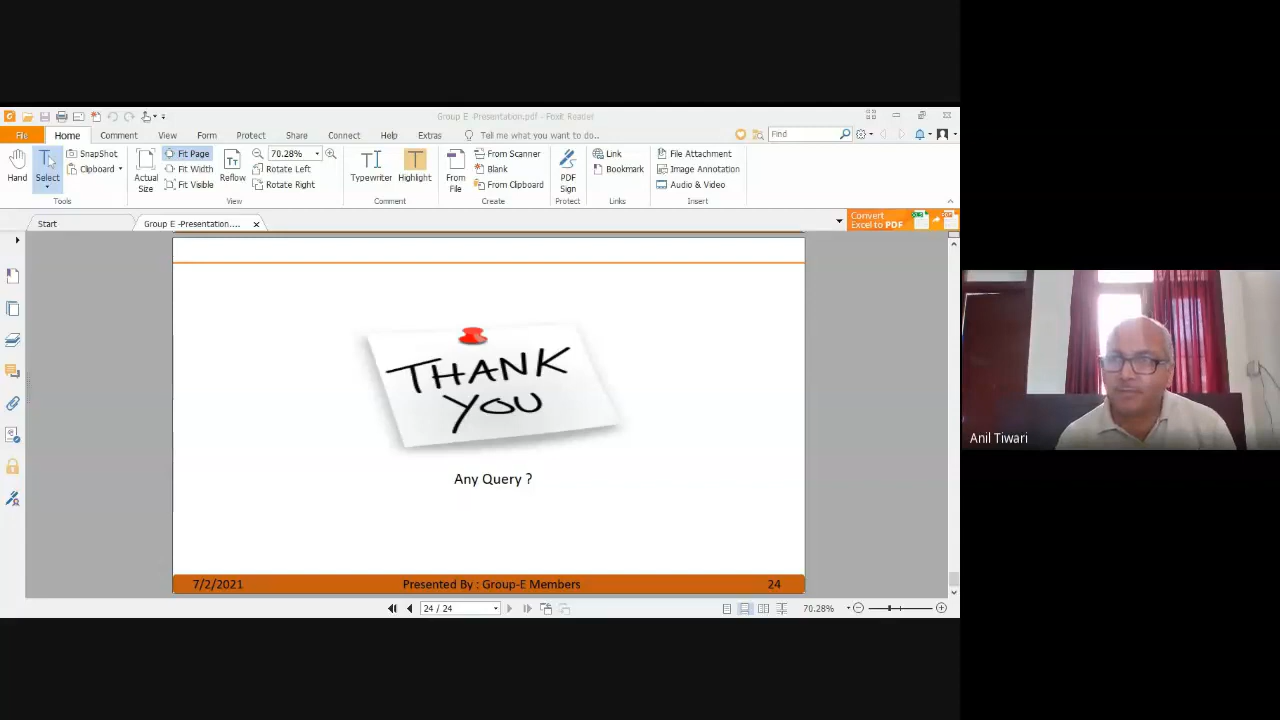 Group E -Presentation.pdf - Foxit Reader
File Home Comment View Form Protect Share Connect Help Extras Tell me what you want to do.. Find
Hand
Select
SnapShot
Clipboard
Tools
Actual Size
Fit Page
Fit Width
Fit Visible
Reflow
70.28%
Rotate Left
Rotate Right
View
Typewriter
Highlight
Comment
From File
From Scanner
Blank
From Clipboard
Create
PDF Sign
Protect
Link
Bookmark
Links
File Attachment
Image Annotation
Audio & Video
Insert
Start
Group E -Presentation....
Convert
Excel to PDF
THANK
YOU
Any Query ?
7/2/2021 Presented By : Group-E Members 24
24 / 24
70.28%
Anil Tiwari